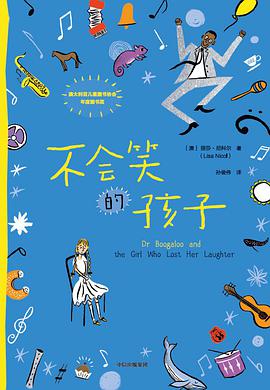 澳大利亚儿童图书协会
年度图书奖
[澳] 丽莎·尼科尔 著
(Lisa Nicol)
孙俊伟 译
不会笑
的
孩子
Dr Boogaloo and
the Girl Who Lost Her Laughter
中信出版集团